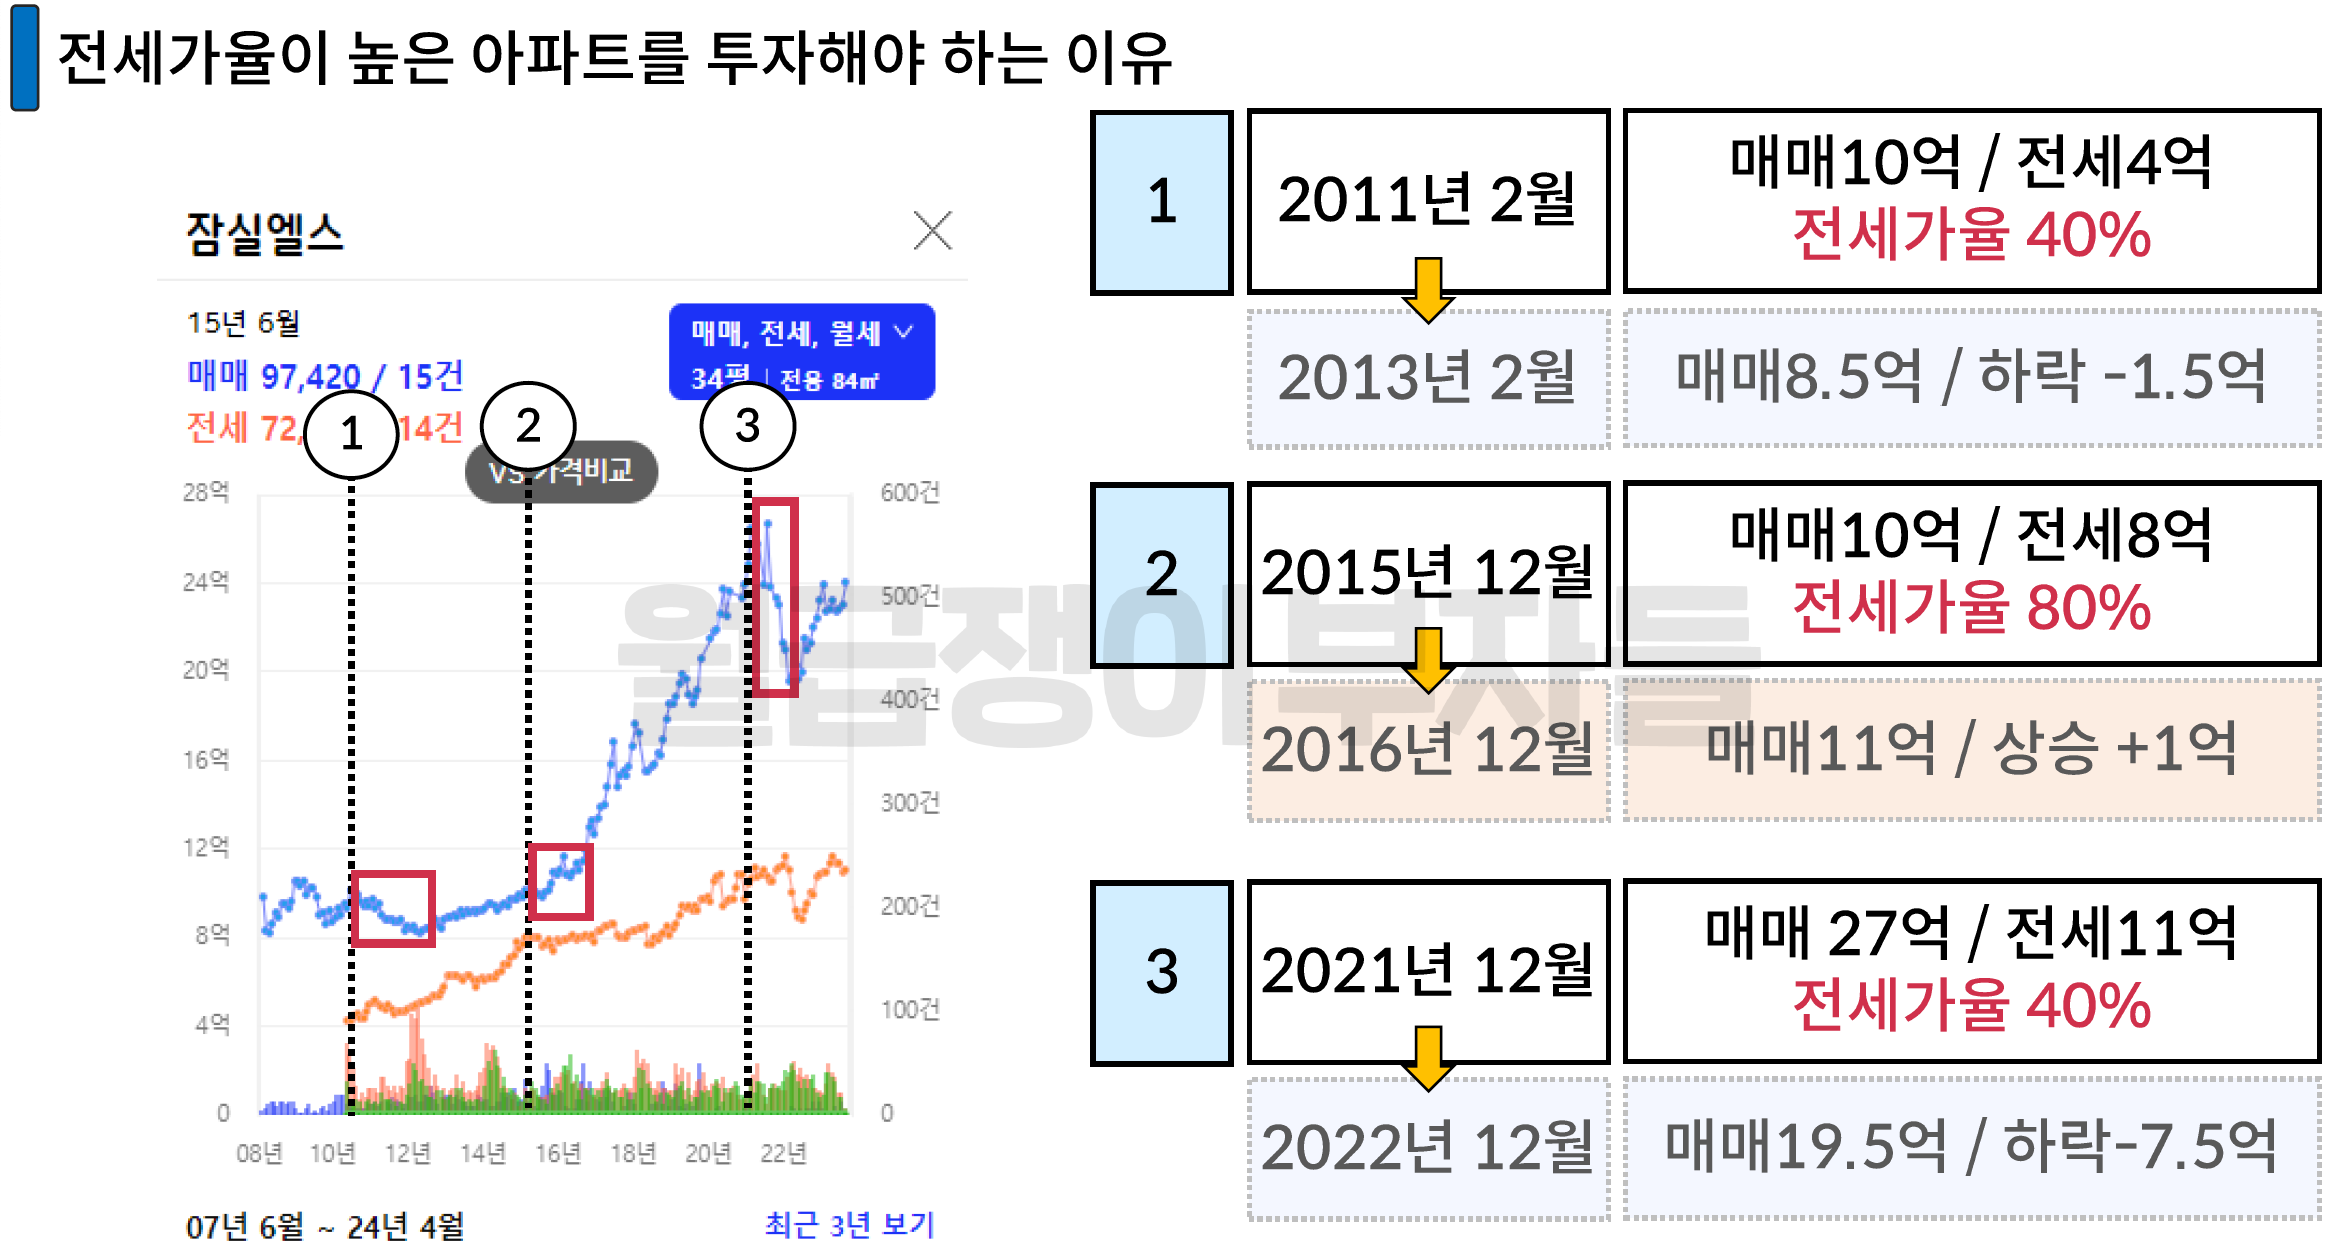 전세가율이 높은 아파트를 투자해야 하는 이유
잠실엘스
15년 6월
매매 97,420 / 15건
전세 72, 14건
매매, 전세, 월세
34평 | 전용 84㎡
1
2
3
VS 가격비교
28억
24억
20억
16억
12억
8억
4억
0
600건
500건
400건
300건
200건
100건
0
08년 10년 12년 14년 16년 18년 20년 22년
07년 6월 ~ 24년 4월
최근 3년 보기
1
2011년 2월
매매10억 / 전세4억
전세가율 40%
2013년 2월
매매8.5억 / 하락 -1.5억
2
2015년 12월
매매10억 / 전세8억
전세가율 80%
2016년 12월
매매11억 / 상승 +1억
3
2021년 12월
매매 27억 / 전세11억
전세가율 40%
2022년 12월
매매19.5억 / 하락-7.5억
월급쟁이부자들